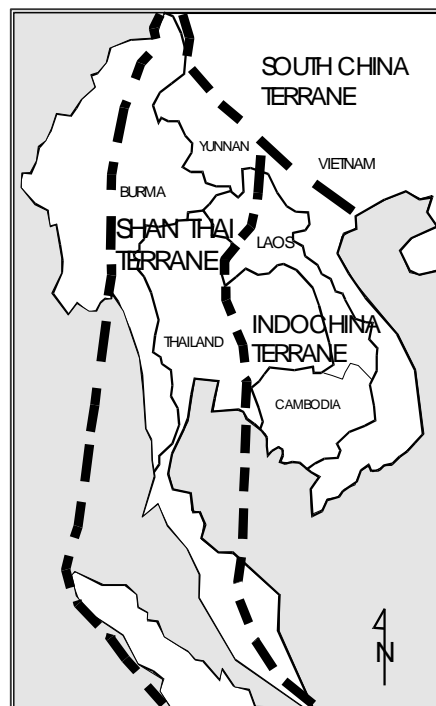 SOUTH CHINA
TERRANE
YUNNAN
VIETNAM
BURMA
SHAN THAI
TERRANE
LAOS
INDOCHINA
TERRANE
THAILAND
CAMBODIA
N